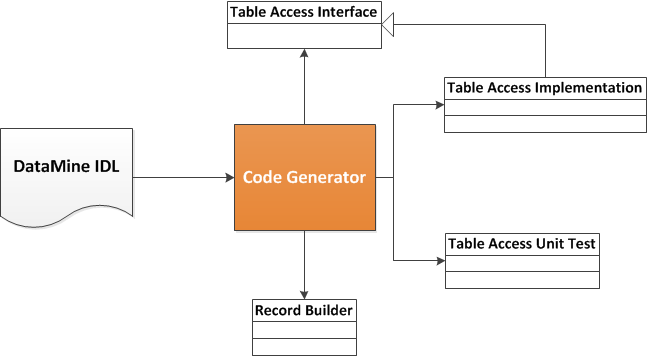 Table Access Interface
Table Access Implementation
DataMine IDL
Code Generator
Table Access Unit Test
Record Builder